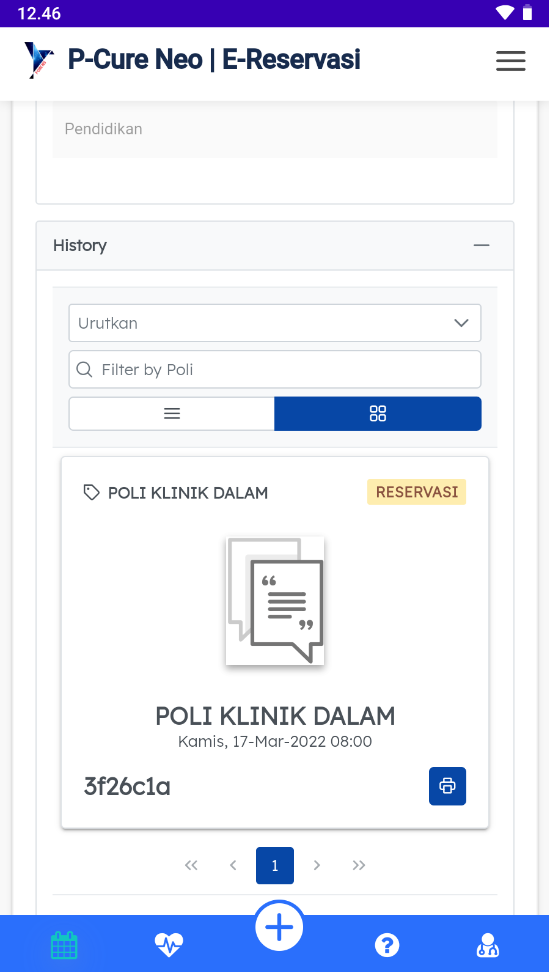 12.46
P-Cure Neo | E-Reservasi
Pendidikan
History
Urutkan
Filter by Poli
POLI KLINIK DALAM
RESERVASI
POLI KLINIK DALAM
Kamis, 17-Mar-2022 08:00
3f26c1a
1